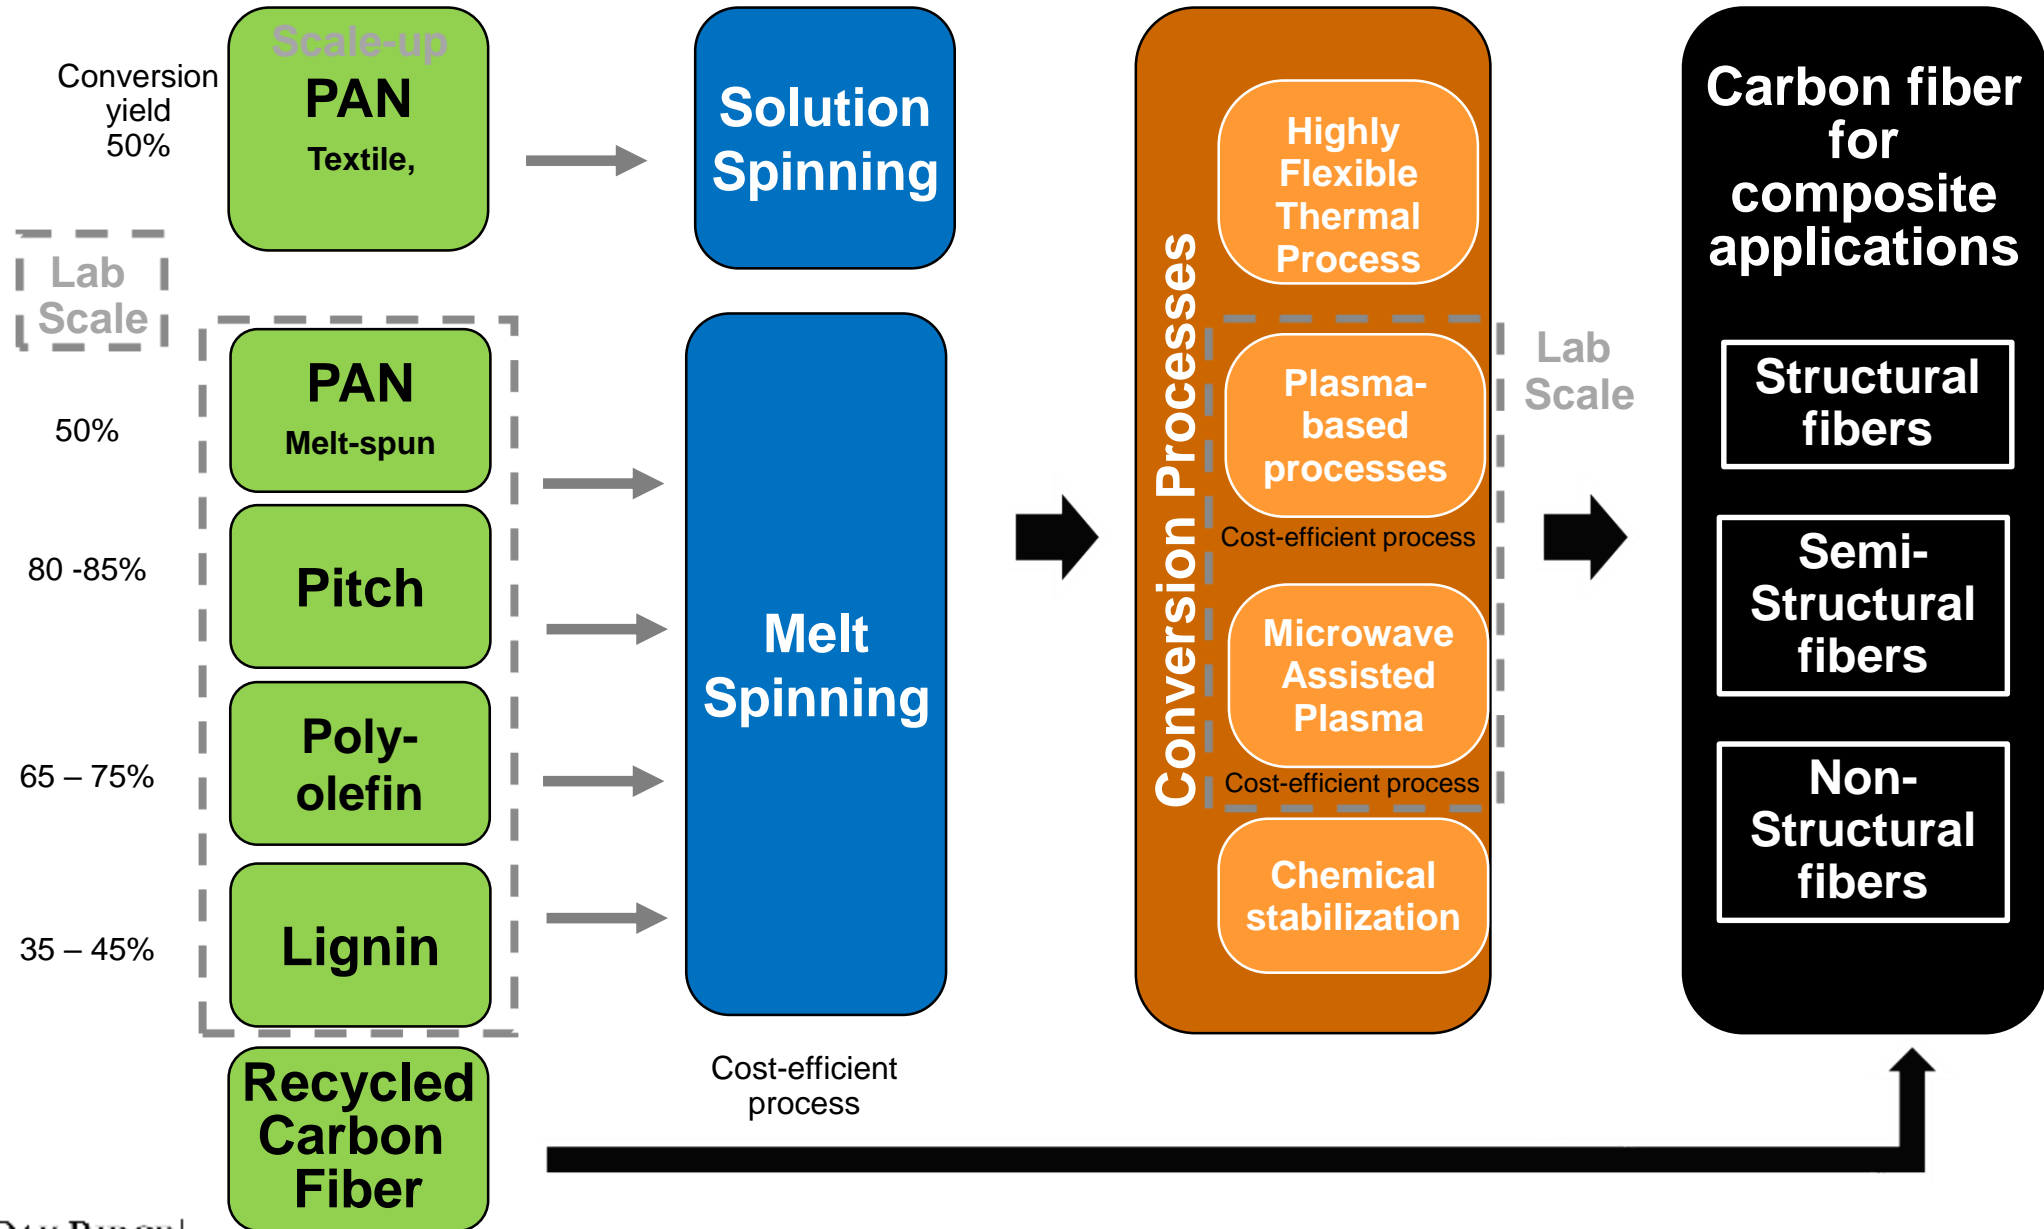 Conversion
yield
50%
Scale-up
PAN
Textile,
Solution
Spinning
Lab
Scale
50%
PAN
Melt-spun
80 -85%
Pitch
65 – 75%
Poly-
olefin
35 – 45%
Lignin
Recycled
Carbon
Fiber
Melt
Spinning
Cost-efficient
process
Conversion Processes
Highly
Flexible
Thermal
Process
Plasma-
based
processes
Cost-efficient process
Microwave
Assisted
Plasma
Cost-efficient process
Chemical
stabilization
Lab
Scale
Carbon fiber
for
composite
applications
Structural
fibers
Semi-
Structural
fibers
Non-
Structural
fibers